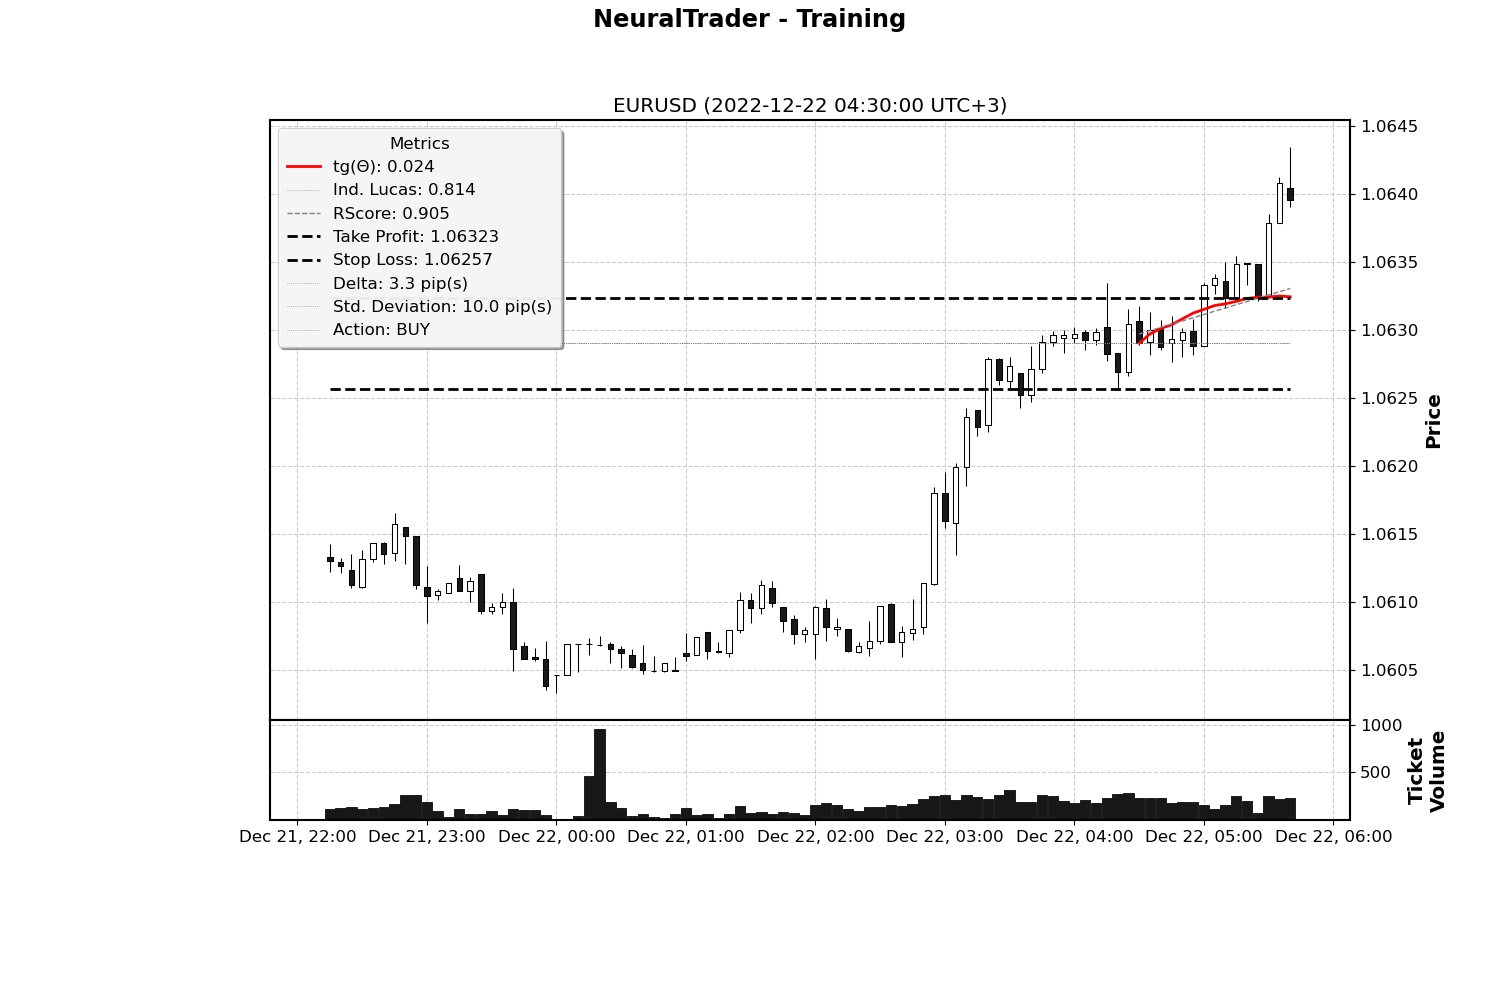 NeuralTrader - Training
EURUSD (2022-12-22 04:30:00 UTC+3)
Metrics
tg(Θ): 0.024
Ind. Lucas: 0.814
RScore: 0.905
Take Profit: 1.06323
Stop Loss: 1.06257
Delta: 3.3 pip(s)
Std. Deviation: 10.0 pip(s)
Action: BUY
1.0645
1.0640
1.0635
1.0630
1.0625
1.0620
1.0615
1.0610
1.0605
Price
1000
500
Ticket
Volume
Dec 21, 22:00 Dec 21, 23:00 Dec 22, 00:00 Dec 22, 01:00 Dec 22, 02:00 Dec 22, 03:00 Dec 22, 04:00 Dec 22, 05:00 Dec 22, 06:00